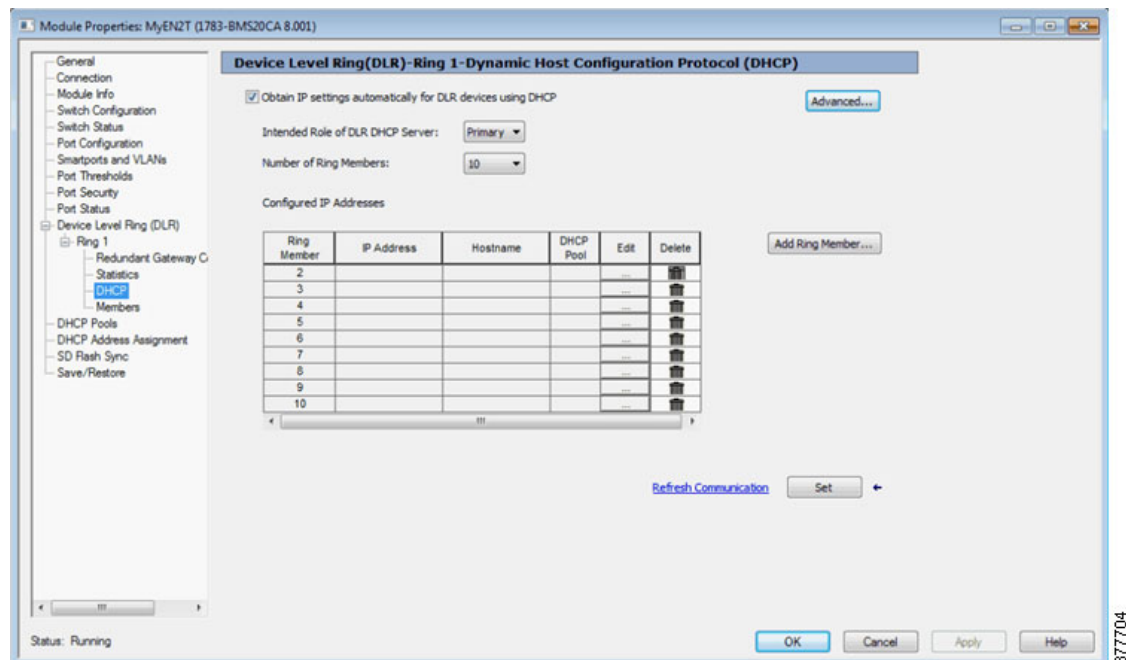 Module Properties: MyEN2T (1783-BMS20CA 8.001)
General
Connection
Module Info
Switch Configuration
Switch Status
Port Configuration
Smartports and VLANs
Port Thresholds
Port Security
Port Status
Device Level Ring (DLR)
Ring 1
Redundant Gateway C
Statistics
DHCP
Members
DHCP Pools
DHCP Address Assignment
SD Flash Sync
Save/Restore
Device Level Ring(DLR)-Ring 1-Dynamic Host Configuration Protocol (DHCP)
Obtain IP settings automatically for DLR devices using DHCP
Advanced...
Intended Role of DLR DHCP Server: Primary
Number of Ring Members: 10
Configured IP Addresses
Ring Member IP Address Hostname DHCP Pool Edit Delete
2 ...
3 ...
4 ...
5 ...
6 ...
7 ...
8 ...
9 ...
10 ...
Add Ring Member...
Refresh Communication Set
Status: Running
OK Cancel Apply Help
377704